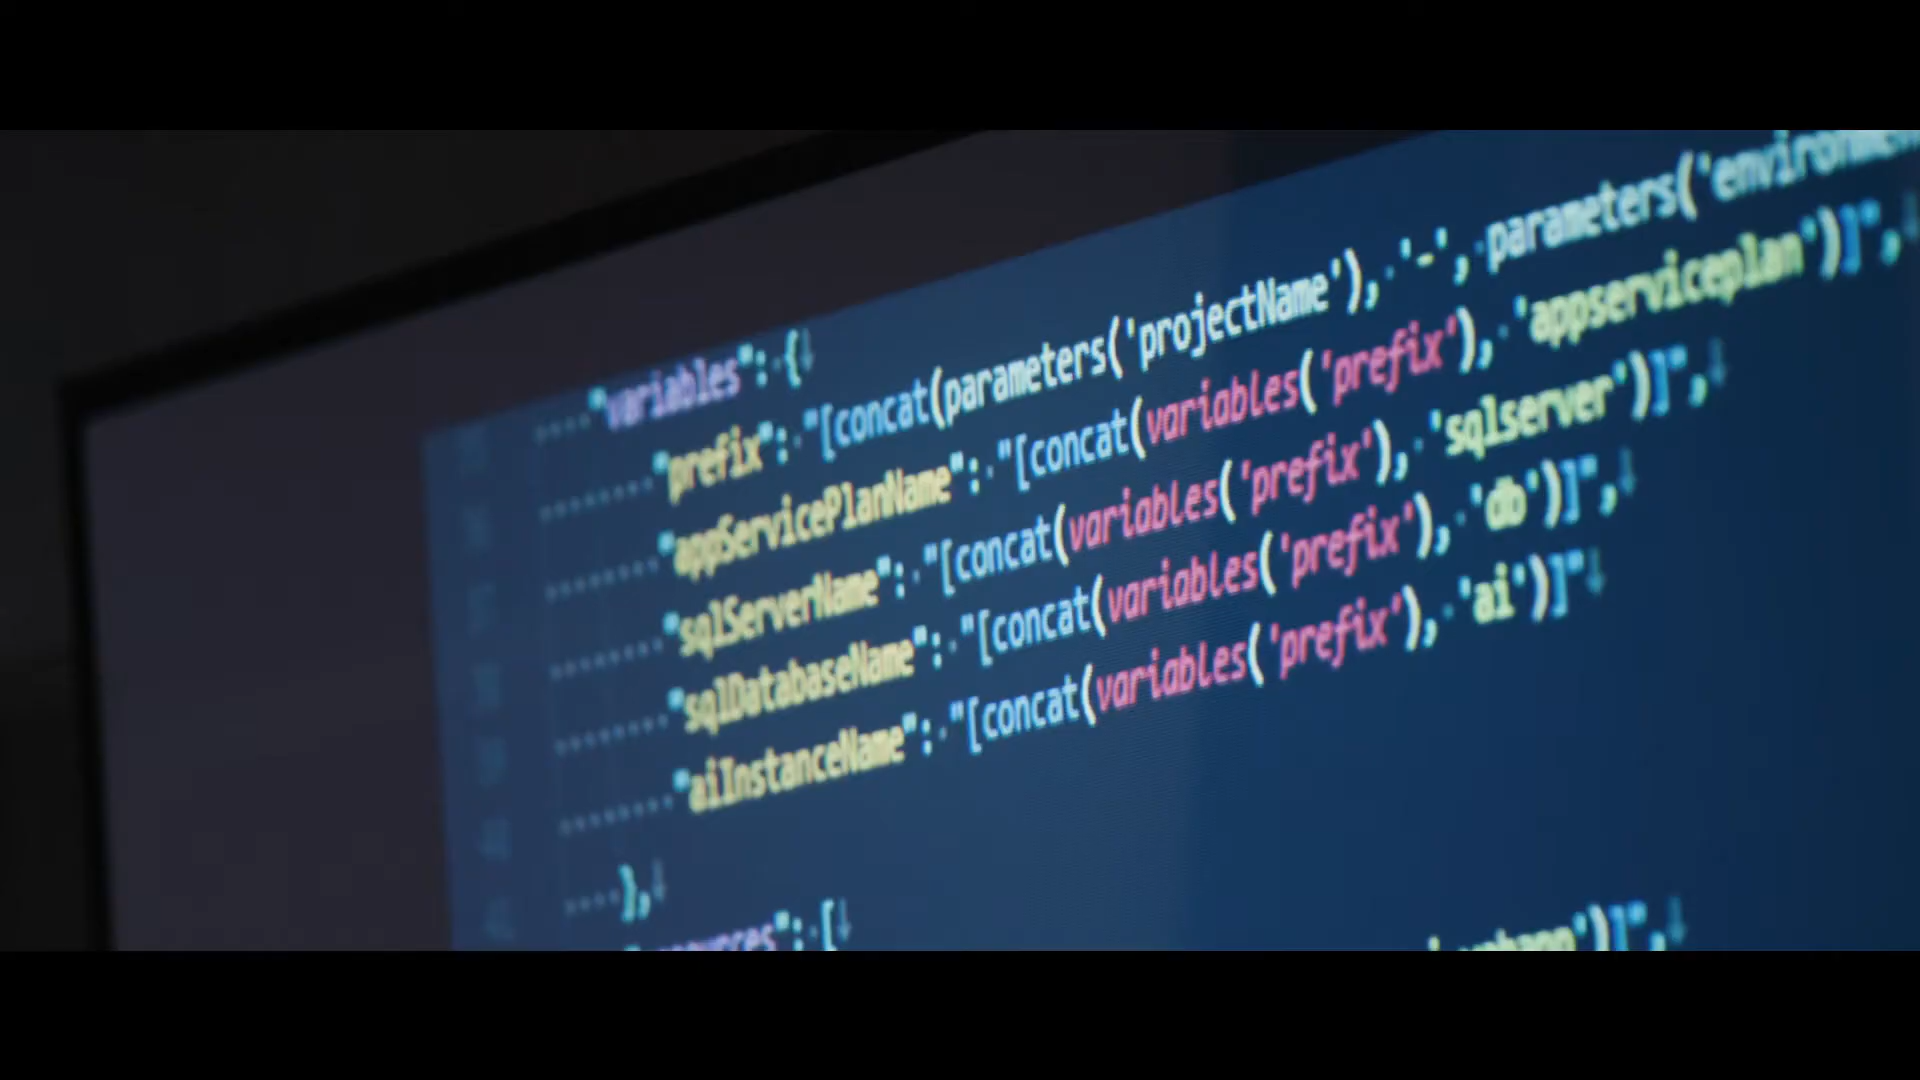 "variables": {
"prefix": "[concat(parameters('projectName'), '-', parameters('environmen
"appServicePlanName": "[concat(variables('prefix'), 'appserviceplan')]",
"sqlServerName": "[concat(variables('prefix'), 'sqlserver')]",
"sqlDatabaseName": "[concat(variables('prefix'), 'db')]",
"aiInstanceName": "[concat(variables('prefix'), 'ai')]"
},
": [
)]",